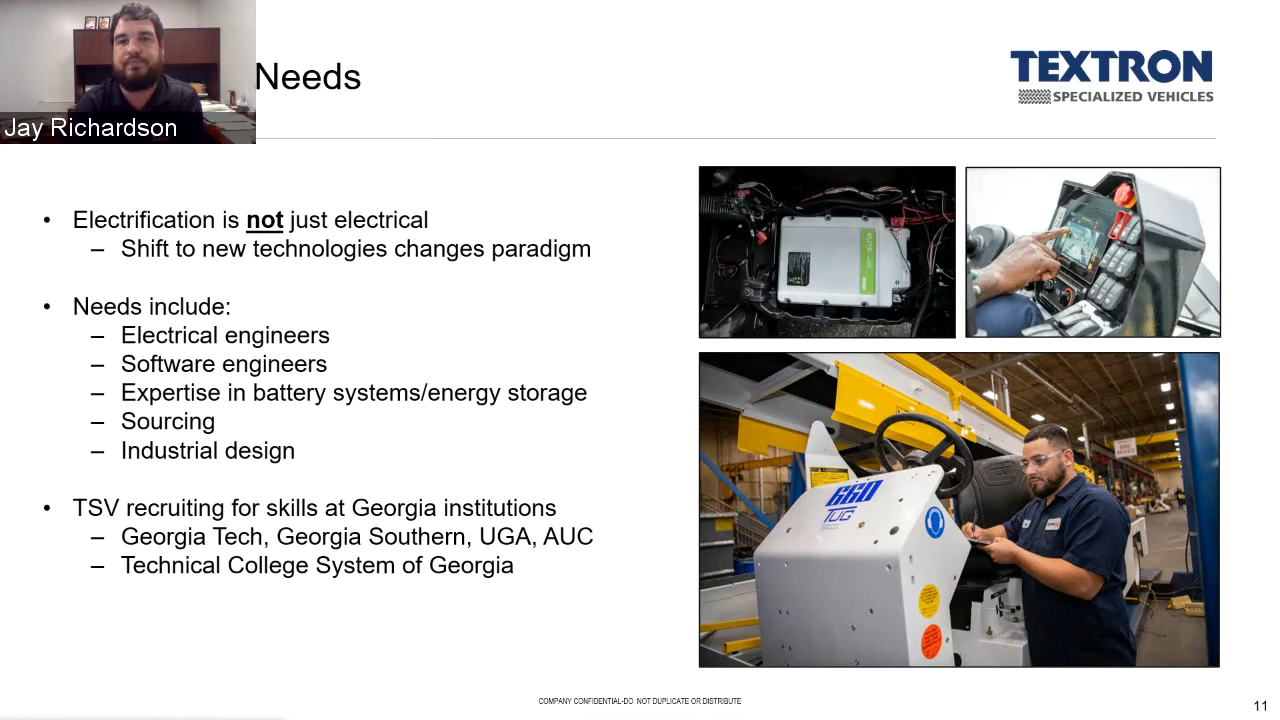 Jay Richardson
Needs
TEXTRON
SPECIALIZED VEHICLES
• Electrification is not just electrical
– Shift to new technologies changes paradigm
• Needs include:
– Electrical engineers
– Software engineers
– Expertise in battery systems/energy storage
– Sourcing
– Industrial design
• TSV recruiting for skills at Georgia institutions
– Georgia Tech, Georgia Southern, UGA, AUC
– Technical College System of Georgia
660
TUG
COMPANY CONFIDENTIAL-DO NOT DUPLICATE OR DISTRIBUTE
11